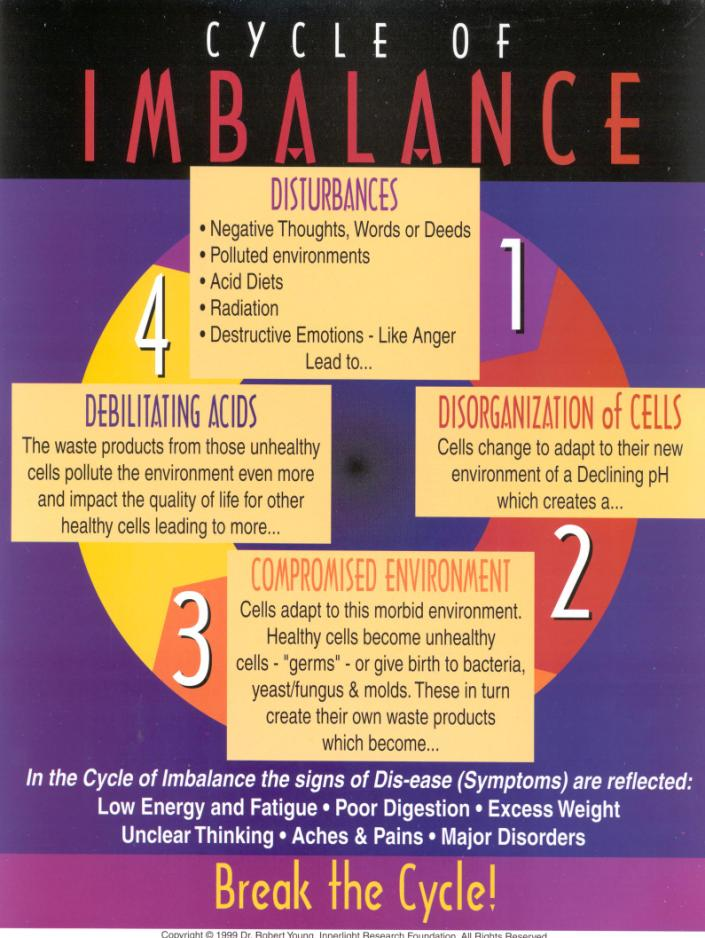 CYCLE OF
IMBALANCE
DISTURBANCES
• Negative Thoughts, Words or Deeds
• Polluted environments
• Acid Diets
• Radiation
• Destructive Emotions - Like Anger
Lead to...
1
DISORGANIZATION of CELLS
Cells change to adapt to their new
environment of a Declining pH
which creates a...
2
COMPROMISED ENVIRONMENT
Cells adapt to this morbid environment.
Healthy cells become unhealthy
cells - "germs" - or give birth to bacteria,
yeast/fungus & molds. These in turn
create their own waste products
which become...
3
DEBILITATING ACIDS
The waste products from those unhealthy
cells pollute the environment even more
and impact the quality of life for other
healthy cells leading to more...
4
In the Cycle of Imbalance the signs of Dis-ease (Symptoms) are reflected:
Low Energy and Fatigue • Poor Digestion • Excess Weight
Unclear Thinking • Aches & Pains • Major Disorders
Break the Cycle!
Copyright © 1999 Dr. Robert Young, Innerlight Research Foundation, All Rights Reserved